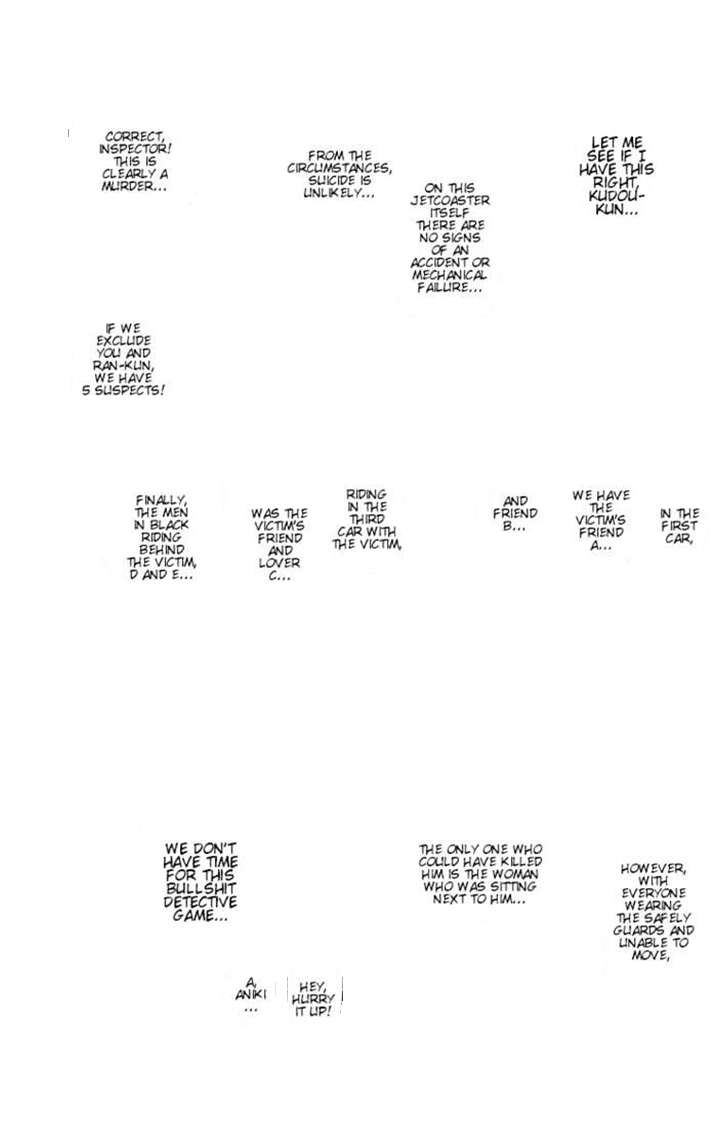 LET ME
SEE IF I
HAVE THIS
RIGHT,
KUDOU-
KUN...
ON THIS
JETCOASTER
ITSELF
THERE ARE
NO SIGNS
OF AN
ACCIDENT OR
MECHANICAL
FAILURE...
FROM THE
CIRCUMSTANCES,
SUICIDE IS
UNLIKELY...
CORRECT,
INSPECTOR!
THIS IS
CLEARLY A
MURDER...
IF WE
EXCLUDE
YOU AND
RAN-KUN,
WE HAVE
5 SUSPECTS!
IN THE
FIRST
CAR,
WE HAVE
THE
VICTIM'S
FRIEND
A...
AND
FRIEND
B...
RIDING
IN THE
THIRD
CAR WITH
THE VICTIM,
WAS THE
VICTIM'S
FRIEND
AND
LOVER
C...
FINALLY,
THE MEN
IN BLACK
RIDING
BEHIND
THE VICTIM,
D AND E...
HOWEVER,
WITH
EVERYONE
WEARING
THE SAFELY
GUARDS AND
UNABLE TO
MOVE,
THE ONLY ONE WHO
COULD HAVE KILLED
HIM IS THE WOMAN
WHO WAS SITTING
NEXT TO HIM...
WE DON'T
HAVE TIME
FOR THIS
BULLSHIT
DETECTIVE
GAME...
HEY,
HURRY
IT UP!
A,
ANIKI
...